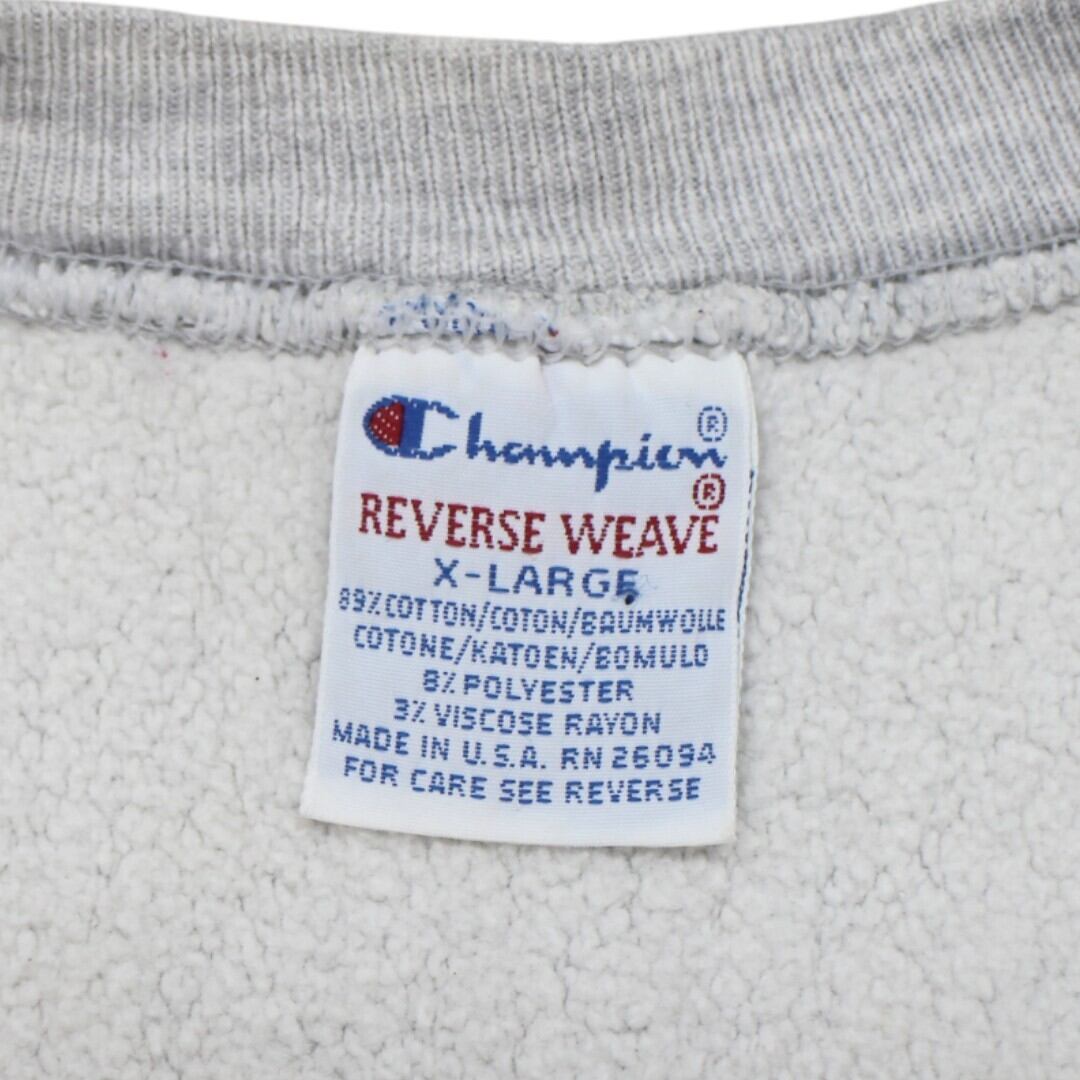 Champion®
REVERSE WEAVE®
X-LARGE
89% COTTON/COTON/BAUMWOLLE
COTONE/KATOEN/BOMULD
8% POLYESTER
3% VISCOSE RAYON
MADE IN U.S.A. RN 26094
FOR CARE SEE REVERSE